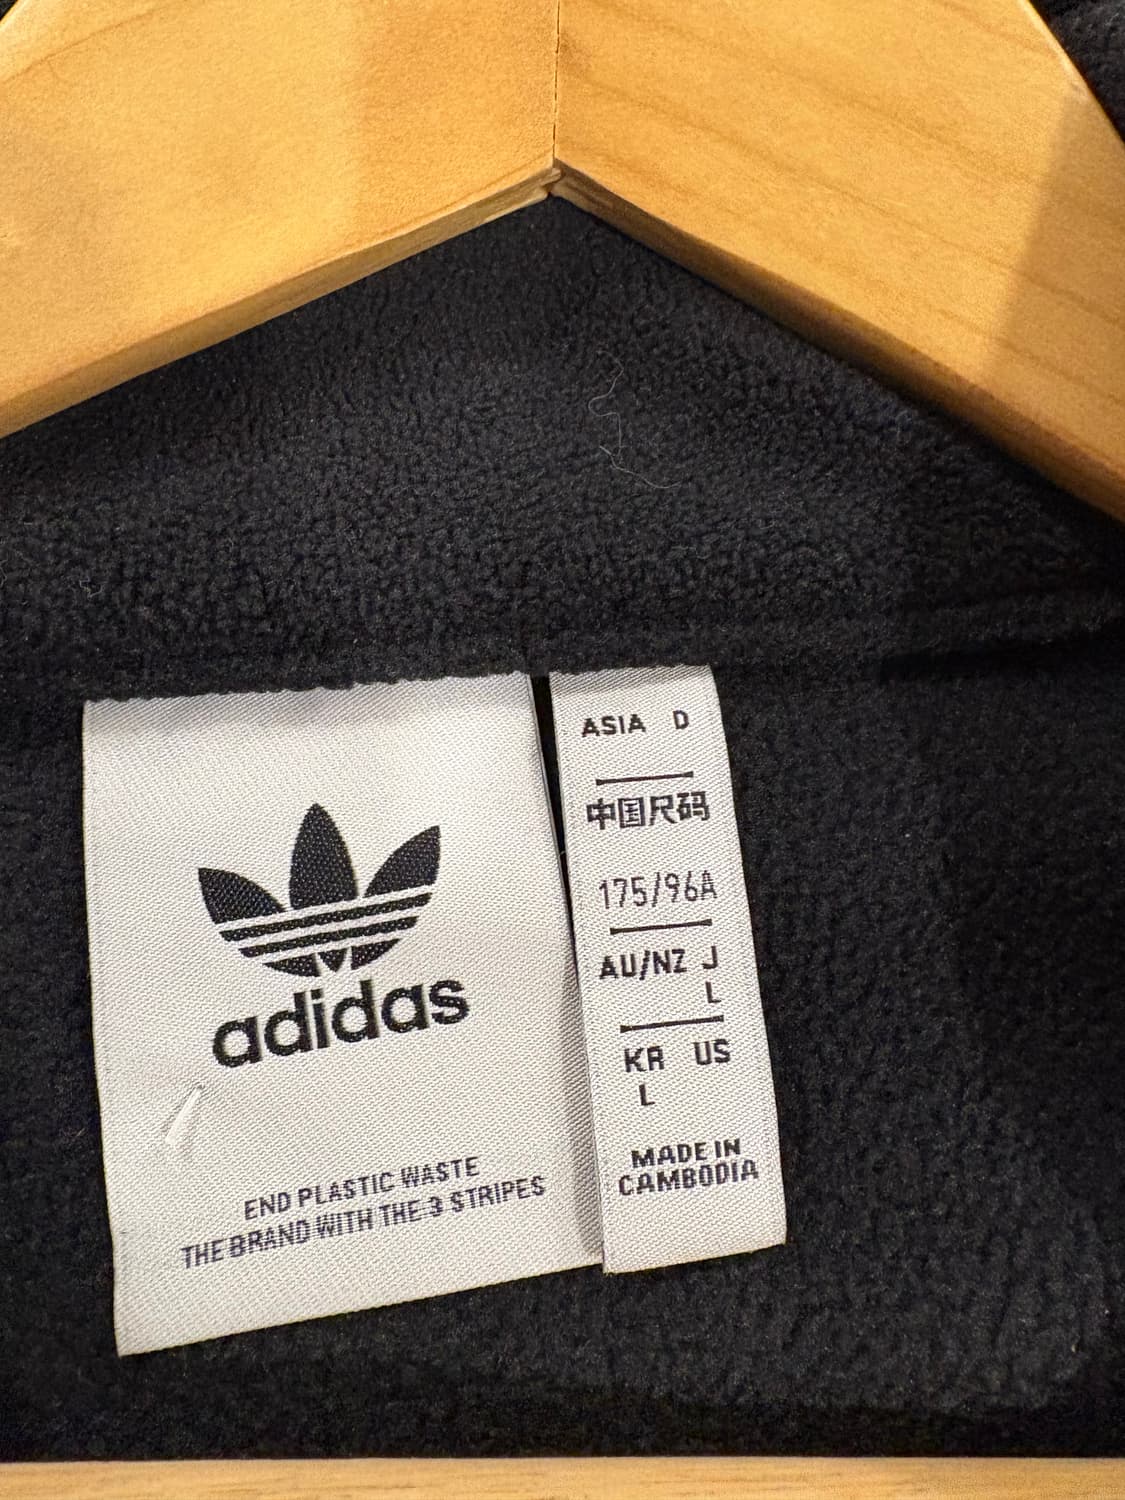 adidas
END PLASTIC WASTE
THE BRAND WITH THE 3 STRIPES
ASIA D
中国尺码
175/96A
AU/NZ J
L
KR US
L
MADE IN
CAMBODIA